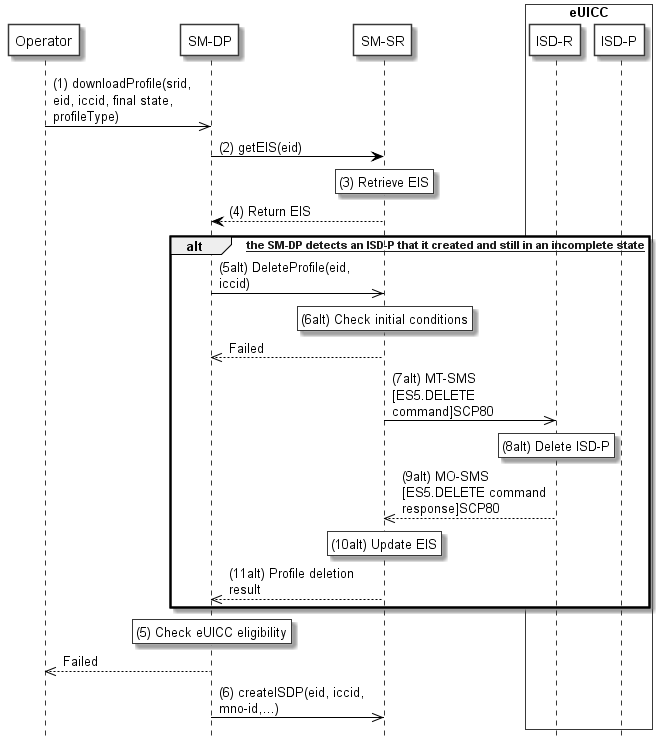 eUICC
Operator
SM-DP
SM-SR
ISD-R
ISD-P
(1) downloadProfile(srid,
eid, iccid, final state,
profileType)
(2) getEIS(eid)
(3) Retrieve EIS
(4) Return EIS
alt
the SM-DP detects an ISD-P that it created and still in an incomplete state
(5alt) DeleteProfile(eid,
iccid)
(6alt) Check initial conditions
Failed
(7alt) MT-SMS
[ES5.DELETE
command]SCP80
(8alt) Delete ISD-P
(9alt) MO-SMS
[ES5.DELETE command
response]SCP80
(10alt) Update EIS
(11alt) Profile deletion
result
(5) Check eUICC eligibility
Failed
(6) createISDP(eid, iccid,
mno-id,...)